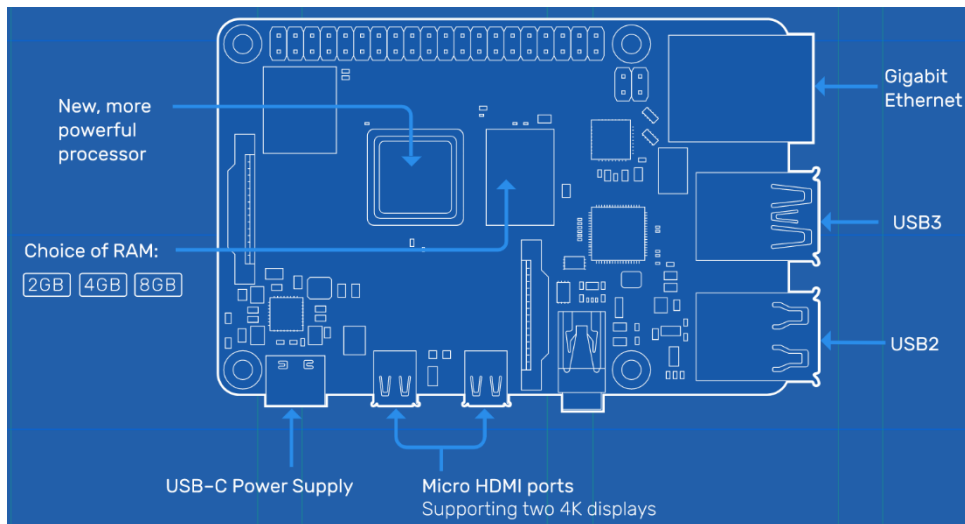 New, more
powerful
processor
Choice of RAM:
2GB 4GB 8GB
Gigabit
Ethernet
USB3
USB2
USB-C Power Supply
Micro HDMI ports
Supporting two 4K displays